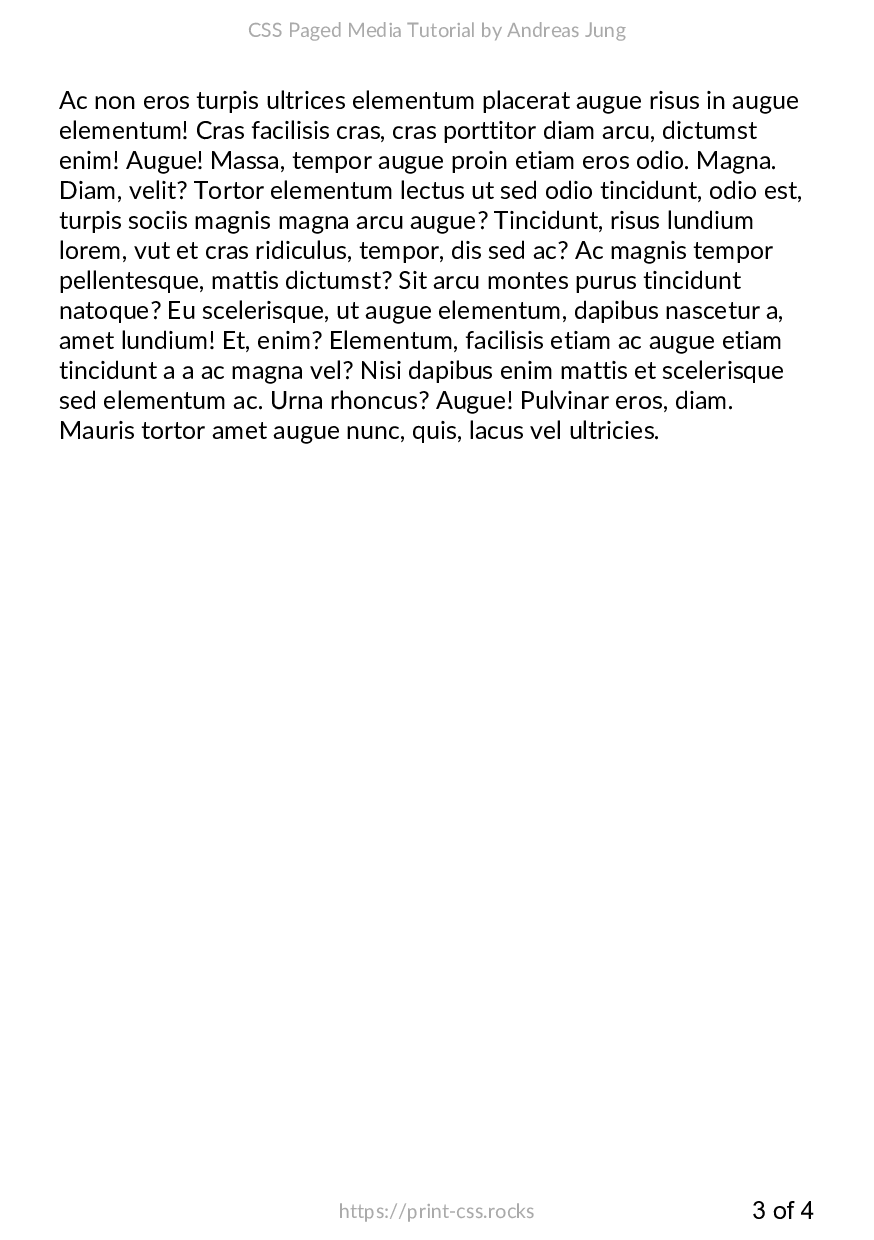 CSS Paged Media Tutorial by Andreas Jung
Ac non eros turpis ultrices elementum placerat augue risus in augue
elementum! Cras facilisis cras, cras porttitor diam arcu, dictumst
enim! Augue! Massa, tempor augue proin etiam eros odio. Magna.
Diam, velit? Tortor elementum lectus ut sed odio tincidunt, odio est,
turpis sociis magnis magna arcu augue? Tincidunt, risus lundium
lorem, vut et cras ridiculus, tempor, dis sed ac? Ac magnis tempor
pellentesque, mattis dictumst? Sit arcu montes purus tincidunt
natoque? Eu scelerisque, ut augue elementum, dapibus nascetur a,
amet lundium! Et, enim? Elementum, facilisis etiam ac augue etiam
tincidunt a a ac magna vel? Nisi dapibus enim mattis et scelerisque
sed elementum ac. Urna rhoncus? Augue! Pulvinar eros, diam.
Mauris tortor amet augue nunc, quis, lacus vel ultricies.
https://print-css.rocks
3 of 4